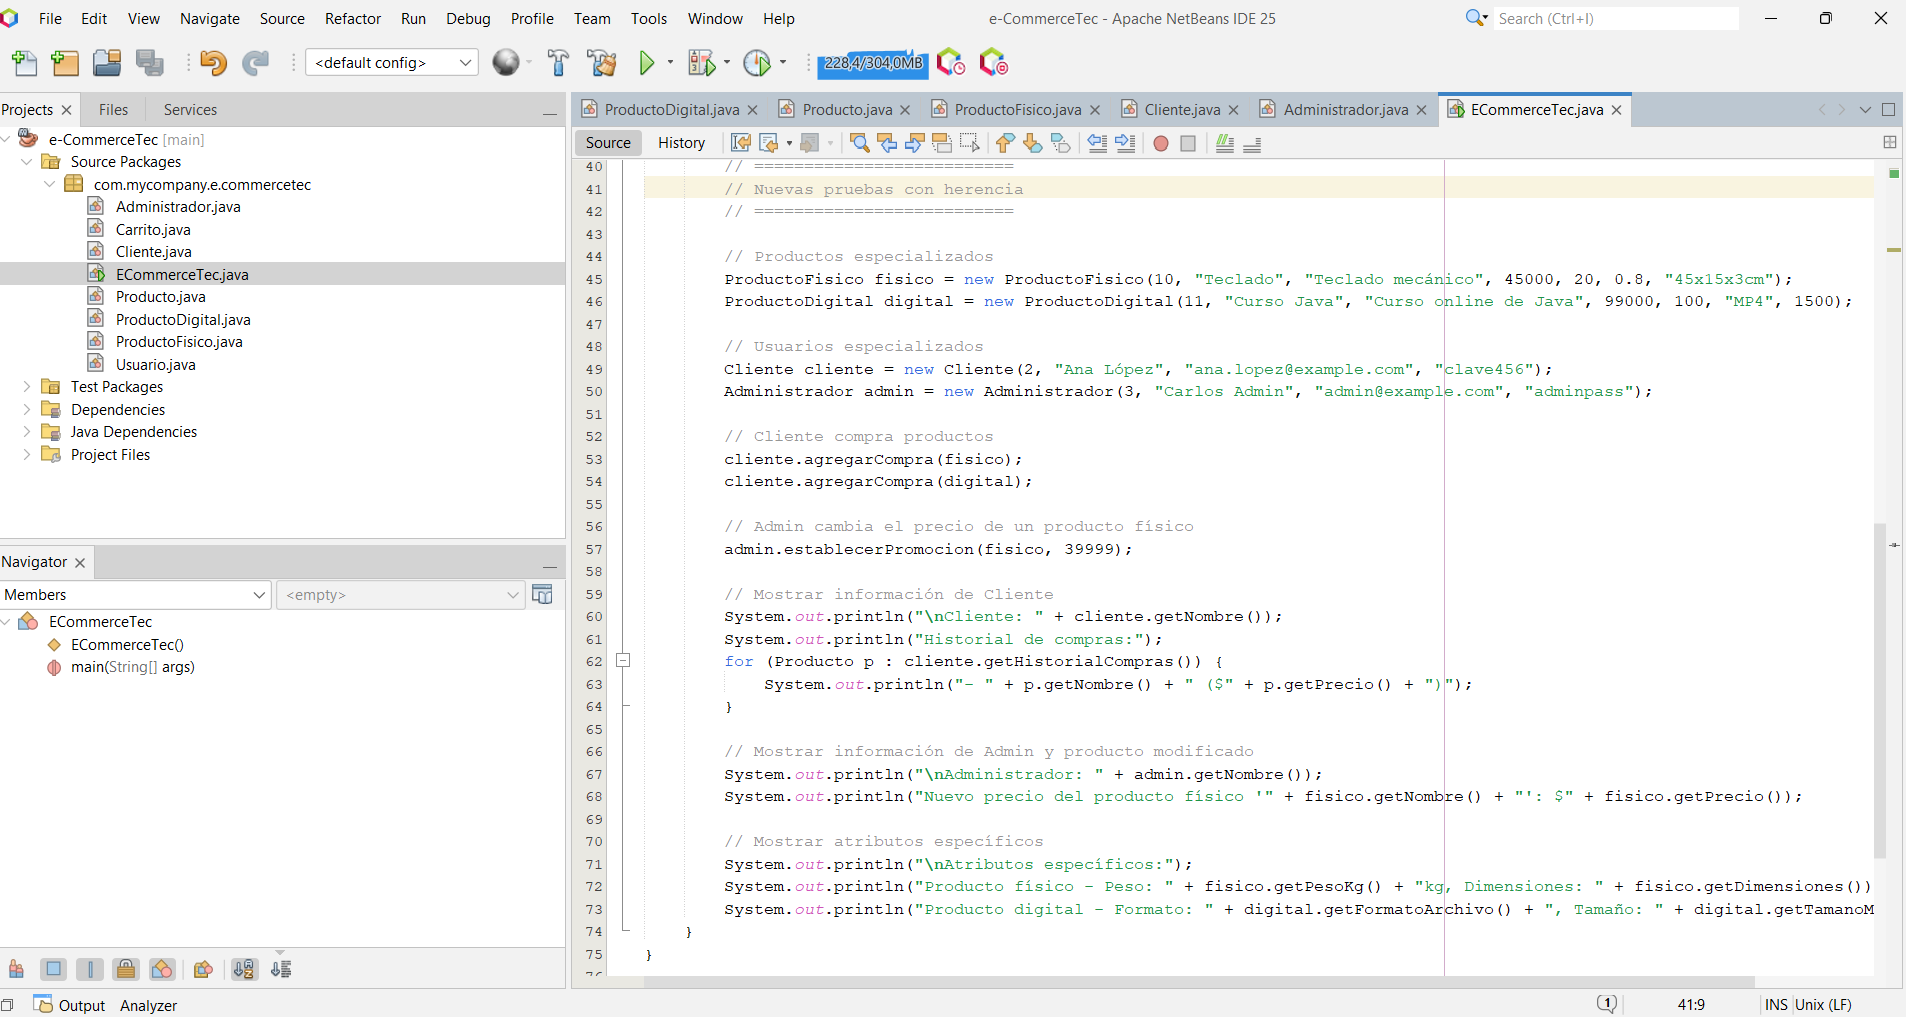 File Edit View Navigate Source Refactor Run Debug Profile Team Tools Window Help e-CommerceTec - Apache NetBeans IDE 25 Search (Ctrl+I)
<default config> 228,4/304,0MB
Projects Files Services
e-CommerceTec [main]
Source Packages
com.mycompany.e.commercetec
Administrador.java
Carrito.java
Cliente.java
ECommerceTec.java
Producto.java
ProductoDigital.java
ProductoFisico.java
Usuario.java
Test Packages
Dependencies
Java Dependencies
Project Files
Navigator
Members <empty>
ECommerceTec
ECommerceTec()
main(String[] args)
ProductoDigital.java Producto.java ProductoFisico.java Cliente.java Administrador.java ECommerceTec.java
Source History
40 // ==========================
41 // Nuevas pruebas con herencia
42 // ==========================
43
44 // Productos especializados
45 ProductoFisico fisico = new ProductoFisico(10, "Teclado", "Teclado mecánico", 45000, 20, 0.8, "45x15x3cm");
46 ProductoDigital digital = new ProductoDigital(11, "Curso Java", "Curso online de Java", 99000, 100, "MP4", 1500);
47
48 // Usuarios especializados
49 Cliente cliente = new Cliente(2, "Ana López", "ana.lopez@example.com", "clave456");
50 Administrador admin = new Administrador(3, "Carlos Admin", "admin@example.com", "adminpass");
51
52 // Cliente compra productos
53 cliente.agregarCompra(fisico);
54 cliente.agregarCompra(digital);
55
56 // Admin cambia el precio de un producto físico
57 admin.establecerPromocion(fisico, 39999);
58
59 // Mostrar información de Cliente
60 System.out.println("\nCliente: " + cliente.getNombre());
61 System.out.println("Historial de compras:");
62 for (Producto p : cliente.getHistorialCompras()) {
63 System.out.println("- " + p.getNombre() + " ($" + p.getPrecio() + ")");
64 }
65
66 // Mostrar información de Admin y producto modificado
67 System.out.println("\nAdministrador: " + admin.getNombre());
68 System.out.println("Nuevo precio del producto físico '" + fisico.getNombre() + "': $" + fisico.getPrecio());
69
70 // Mostrar atributos específicos
71 System.out.println("\nAtributos específicos:");
72 System.out.println("Producto físico - Peso: " + fisico.getPesoKg() + "kg, Dimensiones: " + fisico.getDimensiones())
73 System.out.println("Producto digital - Formato: " + digital.getFormatoArchivo() + ", Tamaño: " + digital.getTamanoM
74 }
75 }
Output Analyzer 1 41:9 INS Unix (LF)